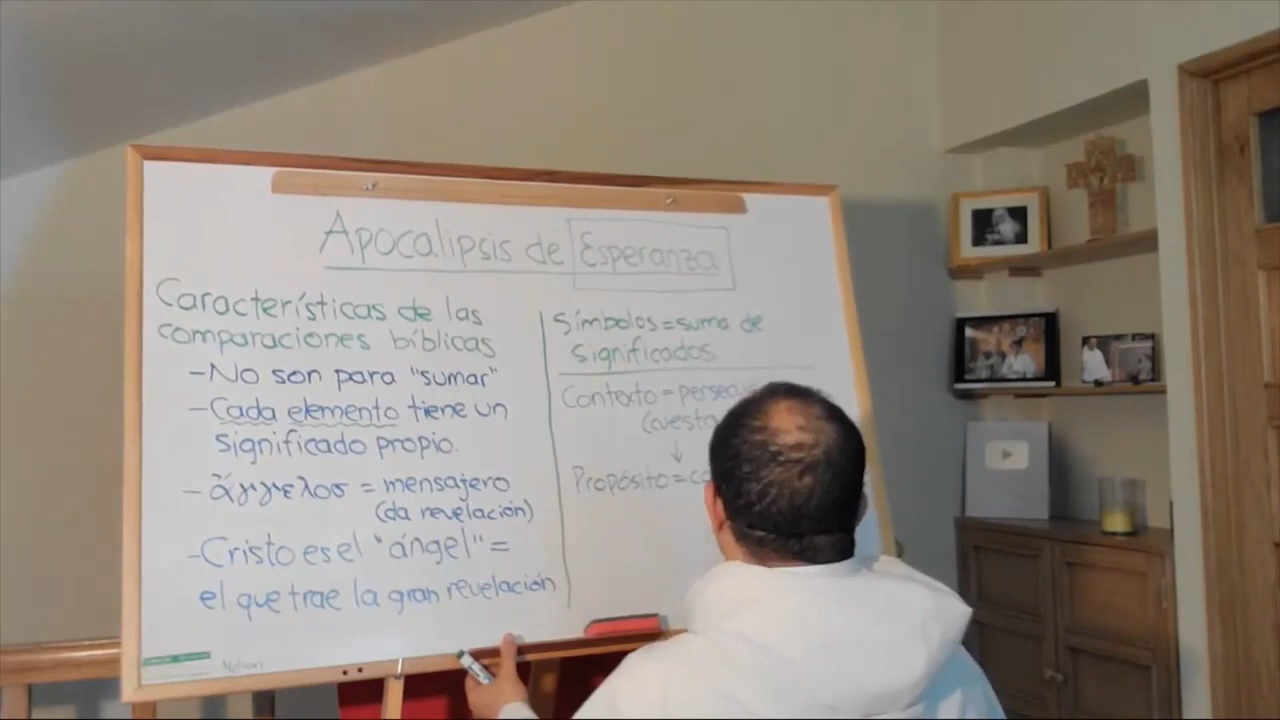 Apocalipsis de Esperanza
Características de las
comparaciones bíblicas
- No son para "sumar"
- Cada elemento tiene un
significado propio.
- ἄγγελοσ = mensajero
(da revelación)
- Cristo es el "ángel" =
el que trae la gran revelación
Símbolos = suma de
significados
Contexto =
Propósito =
Nelson